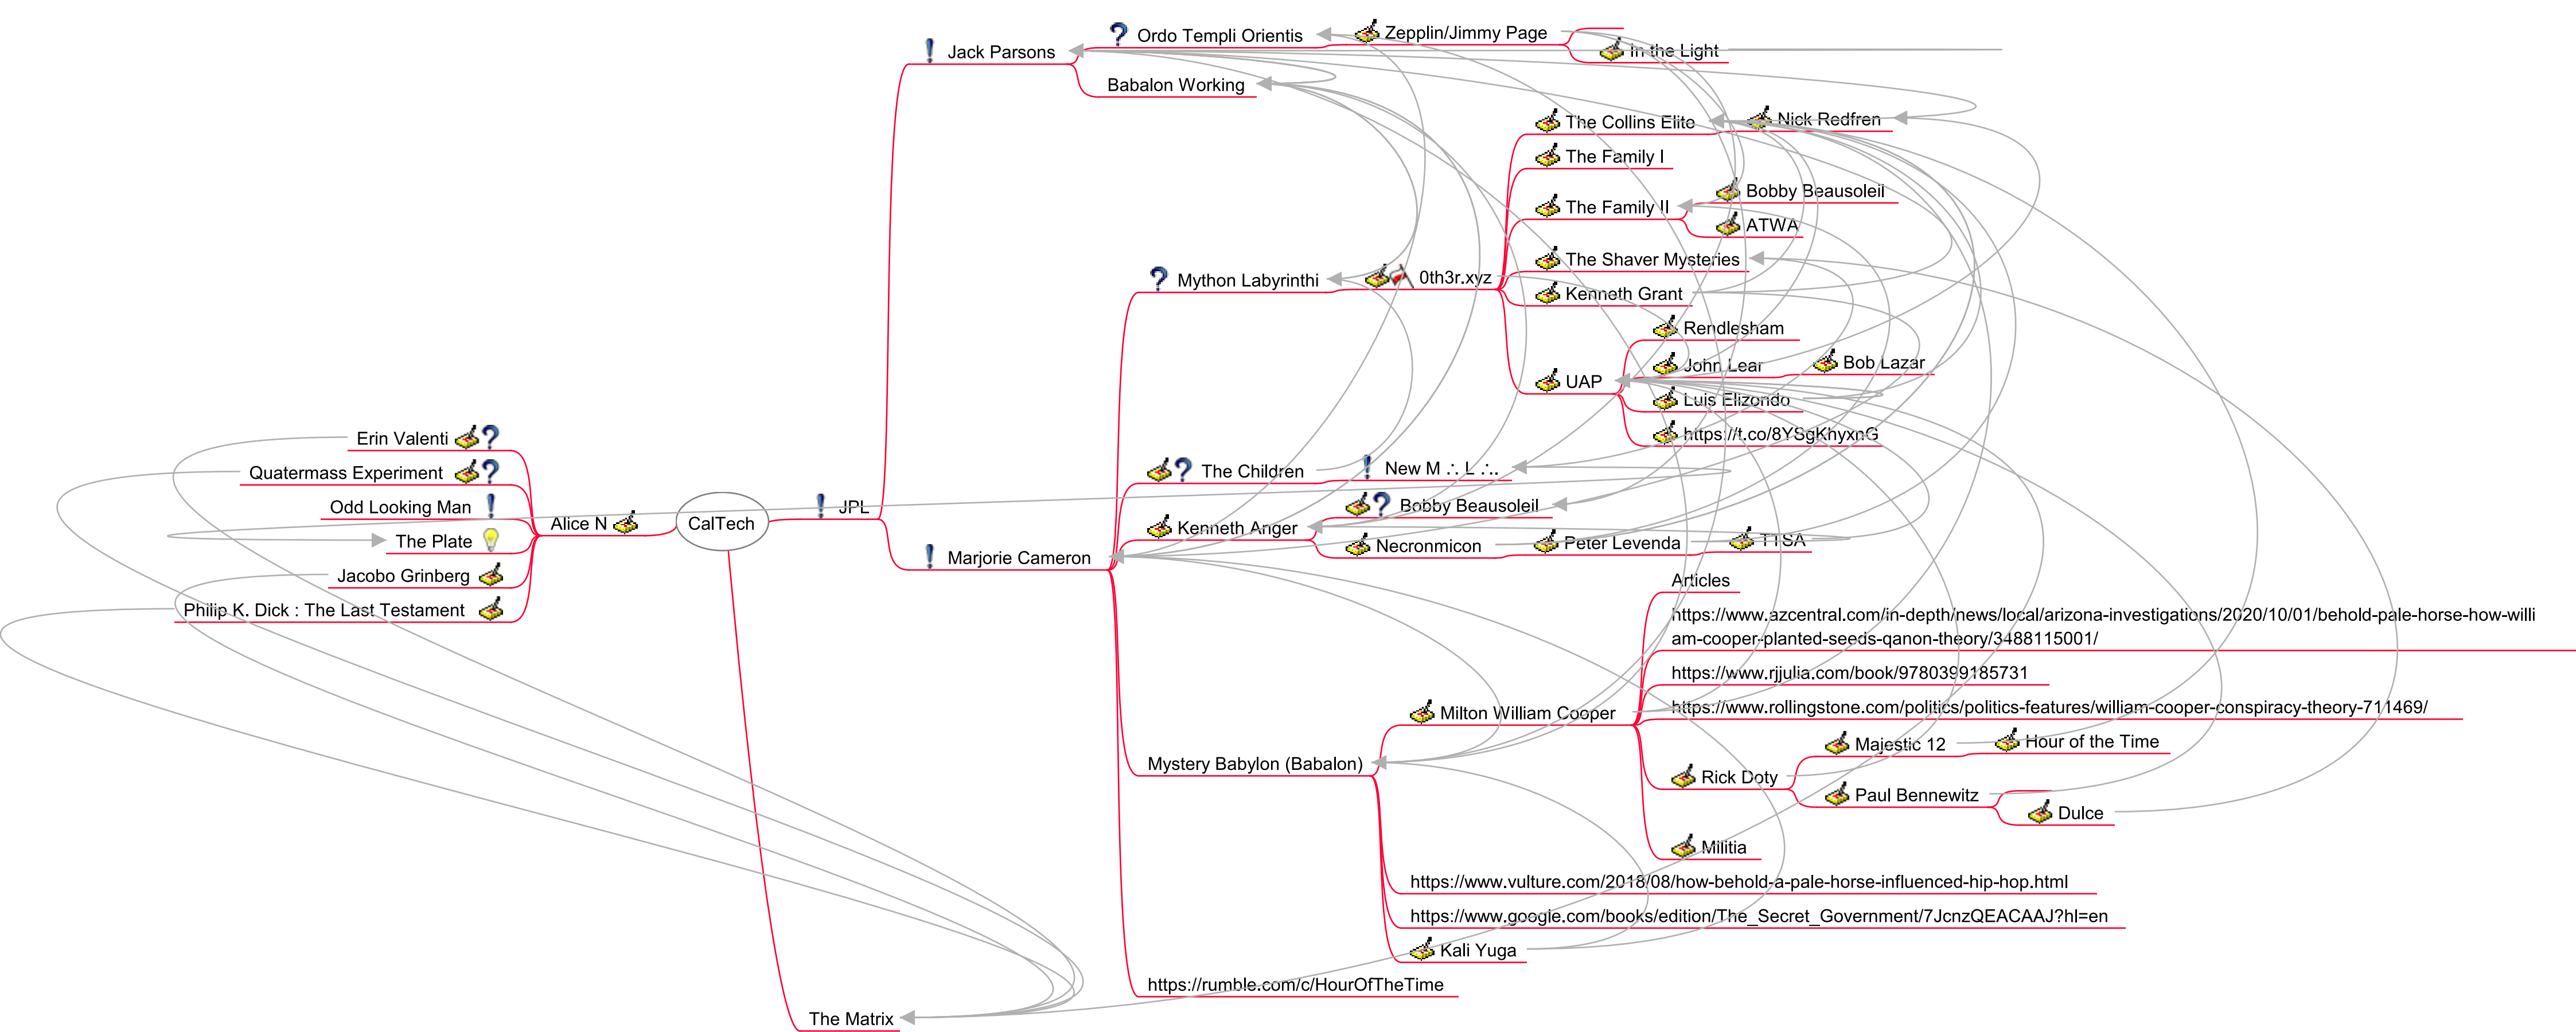 Ordo Templi Orientis
Zepplin/Jimmy Page
Jack Parsons
In the Light
Babalon Working
The Collins Elite
Nick Redfren
The Family I
Bobby Beausoleil
The Family II
ATWA
The Shaver Mysteries
Mython Labyrinthi
0th3r.xyz
Kenneth Grant
Rendlesham
John Lear
Bob Lazar
UAP
Luis Elizondo
https://t.co/8YSgKhyxnG
Erin Valenti
Quatermass Experiment
The Children
New M ∴ L ∴.
Odd Looking Man
Alice N
CalTech
JPL
Bobby Beausoleil
Kenneth Anger
The Plate
Necronmicon
Peter Levenda
TTSA
Marjorie Cameron
Jacobo Grinberg
Articles
Philip K. Dick : The Last Testament
https://www.azcentral.com/in-depth/news/local/arizona-investigations/2020/10/01/behold-pale-horse-how-willi
am-cooper-planted-seeds-qanon-theory/3488115001/
https://www.rjjulia.com/book/9780399185731
Milton William Cooper
https://www.rollingstone.com/politics/politics-features/william-cooper-conspiracy-theory-711469/
Majestic 12
Hour of the Time
Mystery Babylon (Babalon)
Rick Doty
Paul Bennewitz
Dulce
Militia
https://www.vulture.com/2018/08/how-behold-a-pale-horse-influenced-hip-hop.html
https://www.google.com/books/edition/The_Secret_Government/7JcnzQEACAAJ?hl=en
Kali Yuga
https://rumble.com/c/HourOfTheTime
The Matrix